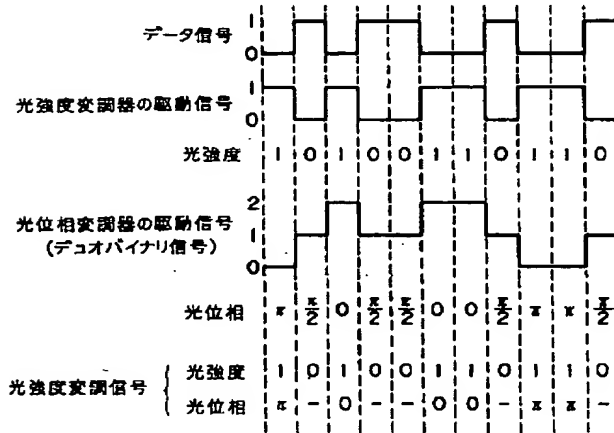 1
データ信号
0
1
光強度変調器の駆動信号
0
光強度 1 0 1 0 0 1 1 0 1 1 0
2
光位相変調器の駆動信号
1
(デュオバイナリ信号)
0
光位相 π π/2 0 π/2 π/2 0 0 π/2 π π π/2
光強度変調信号 { 光強度 1 0 1 0 0 1 1 0 1 1 0
光位相 π - 0 - - 0 0 - π π -